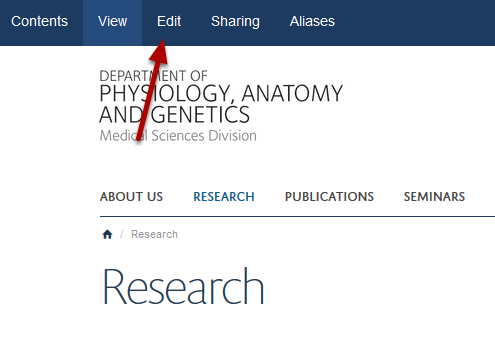 Contents View Edit Sharing Aliases
DEPARTMENT OF
PHYSIOLOGY, ANATOMY
AND GENETICS
Medical Sciences Division
ABOUT US RESEARCH PUBLICATIONS SEMINARS
/ Research
Research